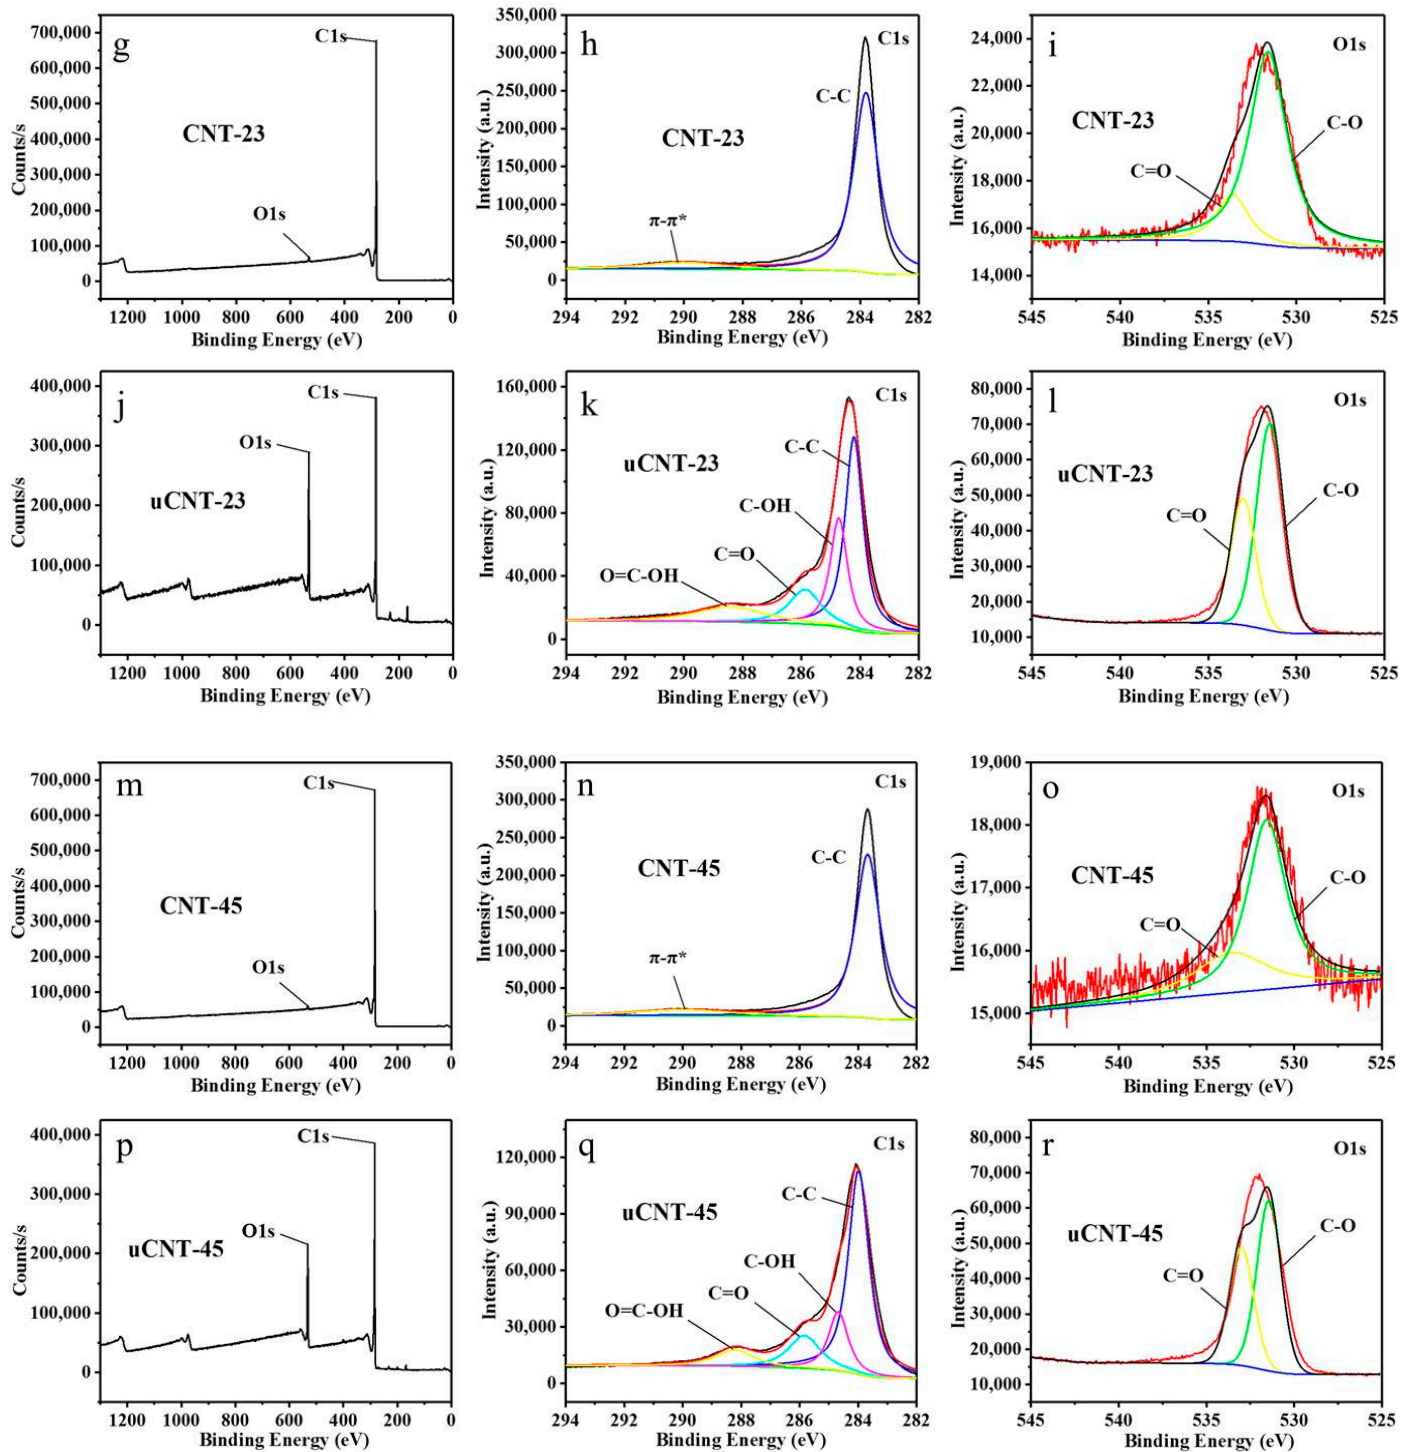 g
C1s
CNT-23
O1s
Counts/s
700,000
600,000
500,000
400,000
300,000
200,000
100,000
0
1200 1000 800 600 400 200 0
Binding Energy (eV)
h
C1s
C-C
CNT-23
π-π*
Intensity (a.u.)
350,000
300,000
250,000
200,000
150,000
100,000
50,000
0
294 292 290 288 286 284 282
Binding Energy (eV)
i
O1s
CNT-23
C-O
C=O
Intensity (a.u.)
24,000
22,000
20,000
18,000
16,000
14,000
545 540 535 530 525
Binding Energy (eV)
j
C1s
O1s
uCNT-23
Counts/s
400,000
300,000
200,000
100,000
0
1200 1000 800 600 400 200 0
Binding Energy (eV)
k
C1s
C-C
uCNT-23
C-OH
C=O
O=C-OH
Intensity (a.u.)
160,000
120,000
80,000
40,000
0
294 292 290 288 286 284 282
Binding Energy (eV)
l
O1s
uCNT-23
C-O
C=O
Intensity (a.u.)
80,000
70,000
60,000
50,000
40,000
30,000
20,000
10,000
545 540 535 530 525
Binding Energy (eV)
m
C1s
CNT-45
O1s
Counts/s
700,000
600,000
500,000
400,000
300,000
200,000
100,000
0
1200 1000 800 600 400 200 0
Binding Energy (eV)
n
C1s
C-C
CNT-45
π-π*
Intensity (a.u.)
350,000
300,000
250,000
200,000
150,000
100,000
50,000
0
294 292 290 288 286 284 282
Binding Energy (eV)
o
O1s
CNT-45
C-O
C=O
Intensity (a.u.)
19,000
18,000
17,000
16,000
15,000
545 540 535 530 525
Binding Energy (eV)
p
C1s
O1s
uCNT-45
Counts/s
400,000
300,000
200,000
100,000
0
1200 1000 800 600 400 200 0
Binding Energy (eV)
q
C1s
C-C
uCNT-45
C-OH
C=O
O=C-OH
Intensity (a.u.)
120,000
90,000
60,000
30,000
0
294 292 290 288 286 284 282
Binding Energy (eV)
r
O1s
uCNT-45
C-O
C=O
Intensity (a.u.)
80,000
70,000
60,000
50,000
40,000
30,000
20,000
10,000
545 540 535 530 525
Binding Energy (eV)